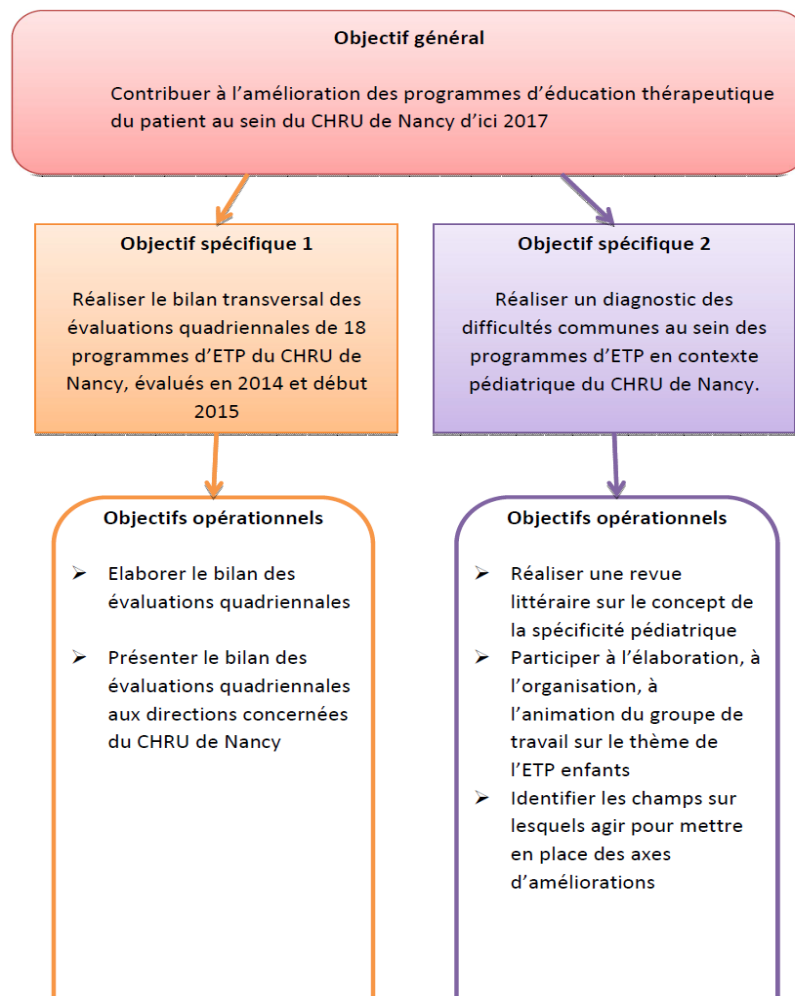 Objectif général
Contribuer à l’amélioration des programmes d’éducation thérapeutique
du patient au sein du CHRU de Nancy d’ici 2017
Objectif spécifique 1
Réaliser le bilan transversal des
évaluations quadriennales de 18
programmes d’ETP du CHRU de
Nancy, évalués en 2014 et début
2015
Objectif spécifique 2
Réaliser un diagnostic des
difficultés communes au sein des
programmes d’ETP en contexte
pédiatrique du CHRU de Nancy.
Objectifs opérationnels
➢ Elaborer le bilan des
évaluations quadriennales
➢ Présenter le bilan des
évaluations quadriennales
aux directions concernées
du CHRU de Nancy
Objectifs opérationnels
➢ Réaliser une revue
littéraire sur le concept de
la spécificité pédiatrique
➢ Participer à l’élaboration, à
l’organisation, à
l’animation du groupe de
travail sur le thème de
l’ETP enfants
➢ Identifier les champs sur
lesquels agir pour mettre
en place des axes
d’améliorations